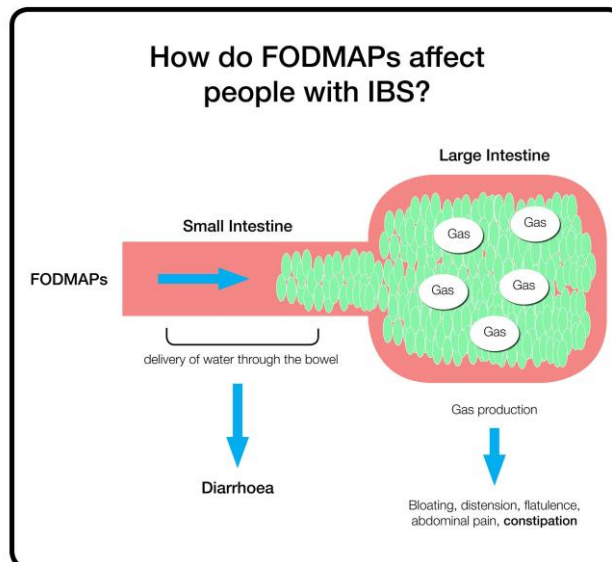 How do FODMAPs affect
people with IBS?
Large Intestine
Small Intestine
FODMAPs
Gas
Gas
Gas
Gas
Gas
delivery of water through the bowel
Gas production
Diarrhoea
Bloating, distension, flatulence,
abdominal pain, constipation